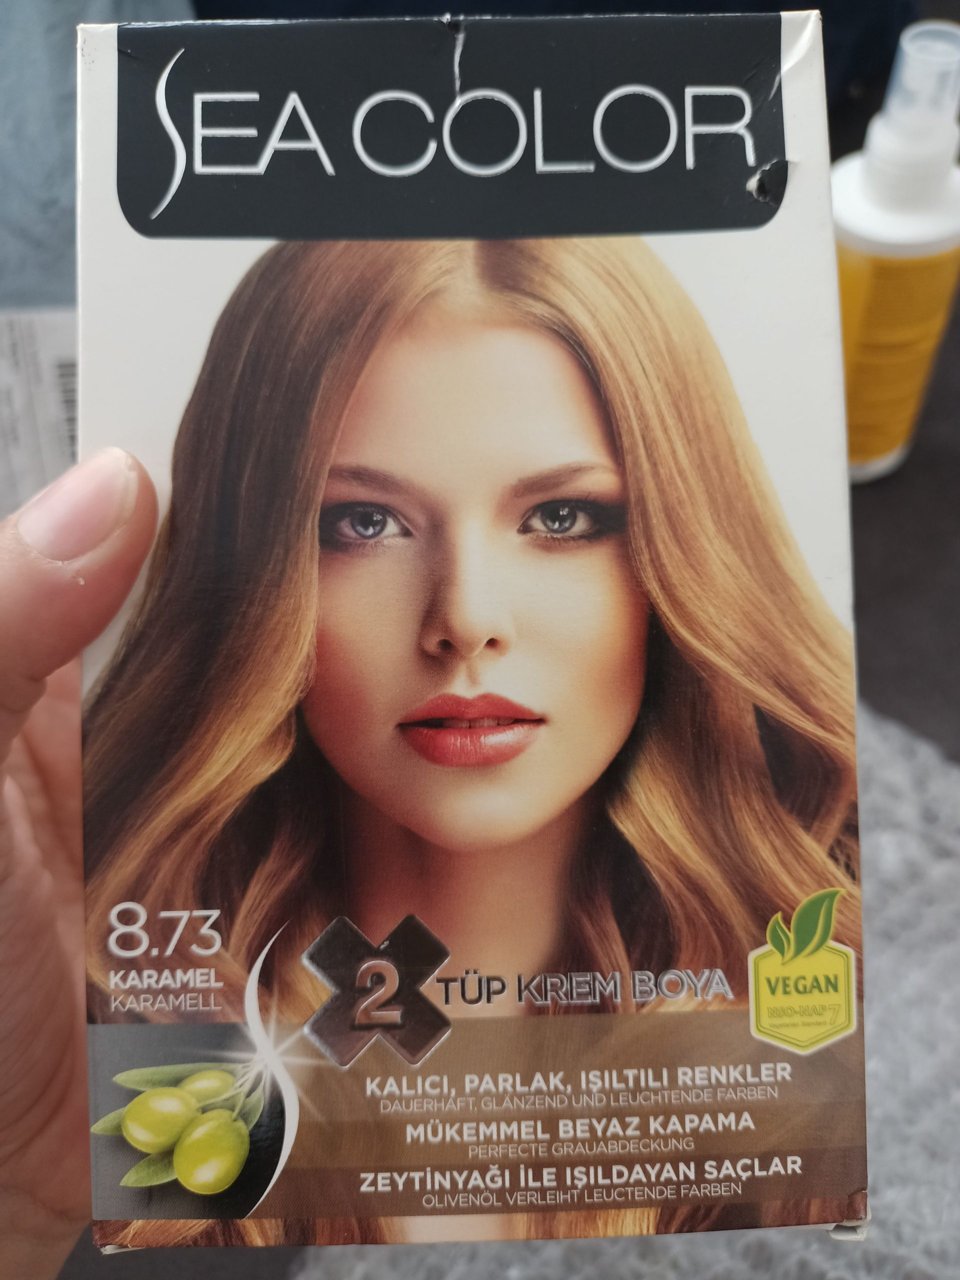 SEA COLOR
8.73
KARAMEL
KARAMELL
2
TÜP KREM BOYA
VEGAN
KALICI, PARLAK, IŞILTILI RENKLER
DAUERHAFT, GLÄNZEND UND LEUCHTENDE FARBEN
MÜKEMMEL BEYAZ KAPAMA
PERFECTE GRAUABDECKUNG
ZEYTİNYAĞI İLE IŞILDAYAN SAÇLAR
OLIVENÖL VERLEIHT LEUCTENDE FARBEN